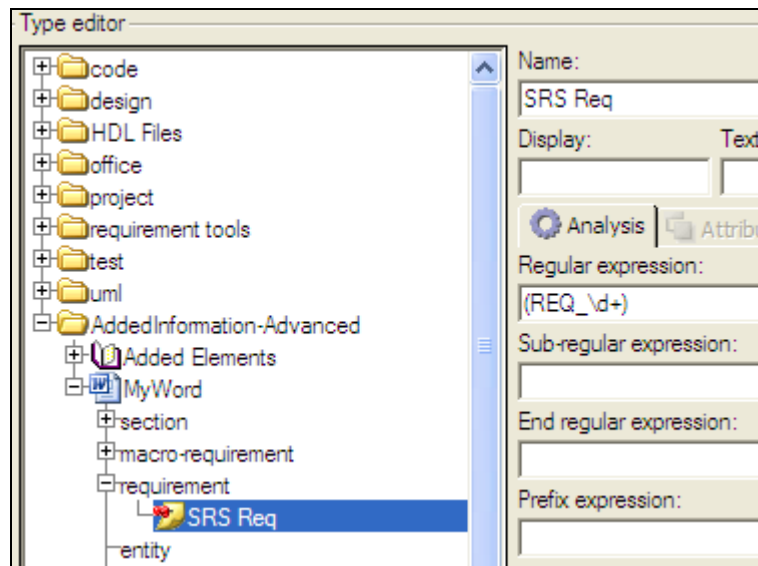 Type editor
code
design
HDL Files
office
project
requirement tools
test
uml
AddedInformation-Advanced
Added Elements
MyWord
section
macro-requirement
requirement
SRS Req
entity
Name:
SRS Req
Display: Text
Analysis Attribu
Regular expression:
(REQ_\d+)
Sub-regular expression:
End regular expression:
Prefix expression: